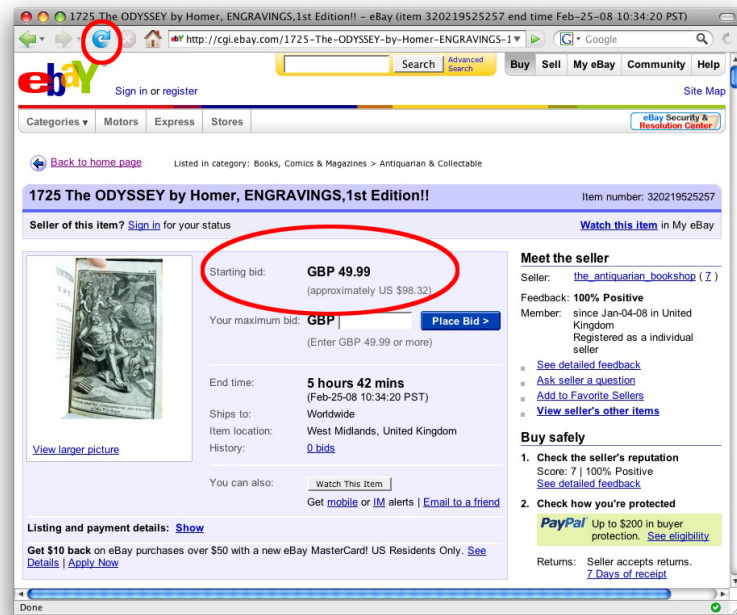 1725 The ODYSSEY by Homer, ENGRAVINGS,1st Edition!! – eBay (item 320219525257 end time Feb-25-08 10:34:20 PST)
http://cgi.ebay.com/1725-The-ODYSSEY-by-Homer-ENGRAVINGS-1
Google
ebY
Search Advanced Search
Buy Sell My eBay Community Help
Sign in or register
Site Map
Categories Motors Express Stores
eBay Security & Resolution Center
Back to home page Listed in category: Books, Comics & Magazines > Antiquarian & Collectable
1725 The ODYSSEY by Homer, ENGRAVINGS,1st Edition!! Item number: 320219525257
Seller of this item? Sign in for your status Watch this item in My eBay
Starting bid: GBP 49.99
(approximately US $98.32)
Your maximum bid: GBP Place Bid >
(Enter GBP 49.99 or more)
End time: 5 hours 42 mins
(Feb-25-08 10:34:20 PST)
Ships to: Worldwide
Item location: West Midlands, United Kingdom
History: 0 bids
View larger picture
You can also: Watch This Item
Get mobile or IM alerts | Email to a friend
Listing and payment details: Show
Get $10 back on eBay purchases over $50 with a new eBay MasterCard! US Residents Only. See
Details | Apply Now
Meet the seller
Seller: the_antiquarian_bookshop ( 7 )
Feedback: 100% Positive
Member: since Jan-04-08 in United
Kingdom
Registered as a individual
seller
See detailed feedback
Ask seller a question
Add to Favorite Sellers
View seller's other items
Buy safely
1. Check the seller's reputation
Score: 7 | 100% Positive
See detailed feedback
2. Check how you're protected
PayPal Up to $200 in buyer
protection. See eligibility
Returns: Seller accepts returns.
7 Days of receipt
Done